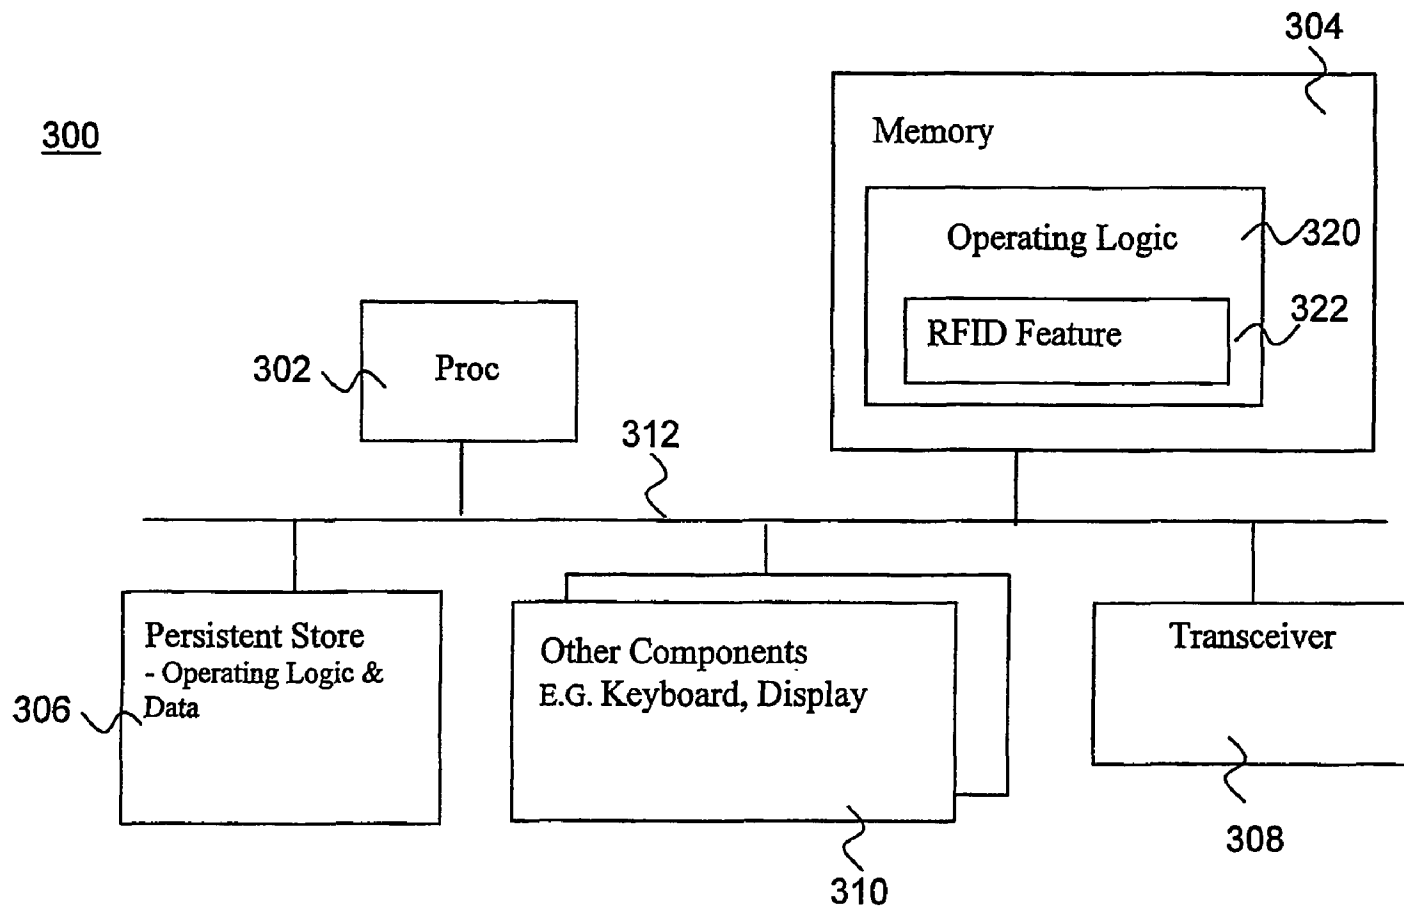 304
300
Memory
Operating Logic
320
RFID Feature
322
302
Proc
312
Persistent Store
- Operating Logic &
Data
306
Other Components
E.G. Keyboard, Display
310
Transceiver
308